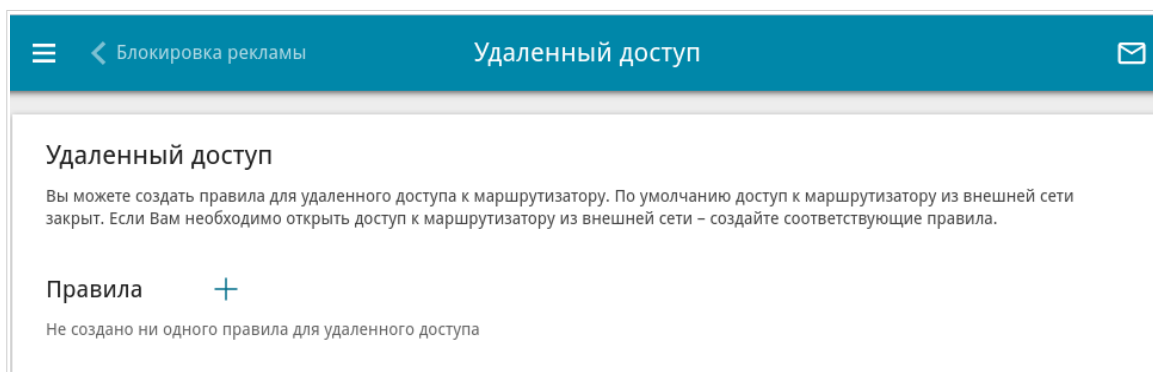 Блокировка рекламы
Удаленный доступ
Удаленный доступ
Вы можете создать правила для удаленного доступа к маршрутизатору. По умолчанию доступ к маршрутизатору из внешней сети
закрыт. Если Вам необходимо открыть доступ к маршрутизатору из внешней сети – создайте соответствующие правила.
Правила
Не создано ни одного правила для удаленного доступа